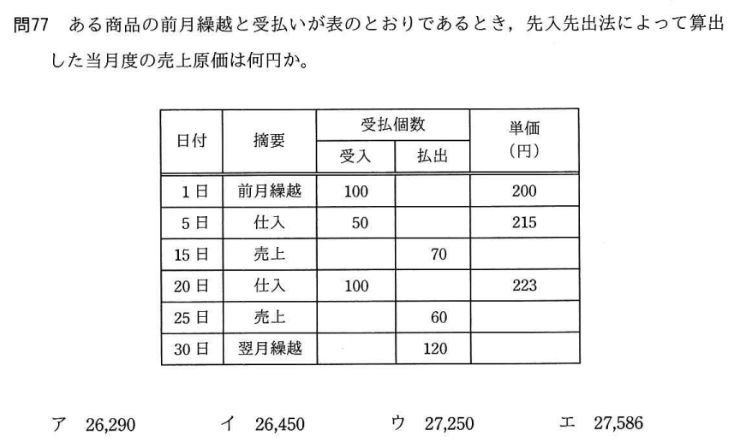 問77 ある商品の前月繰越と受払いが表のとおりであるとき，先入先出法によって算出
した当月度の売上原価は何円か。
日付 摘要 受払個数 単価
（円）
受入 払出
1日 前月繰越 100 200
5日 仕入 50 215
15日 売上 70
20日 仕入 100 223
25日 売上 60
30日 翌月繰越 120
ア 26,290 イ 26,450 ウ 27,250 エ 27,586